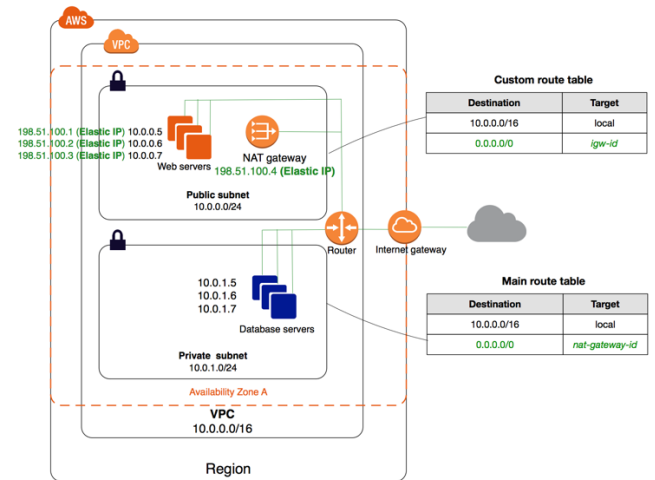 AWS
VPC
198.51.100.1 (Elastic IP) 10.0.0.5
198.51.100.2 (Elastic IP) 10.0.0.6
198.51.100.3 (Elastic IP) 10.0.0.7
Web servers
NAT gateway
198.51.100.4 (Elastic IP)
Public subnet
10.0.0.0/24
Custom route table
Destination Target
10.0.0.0/16 local
0.0.0.0/0 igw-id
Router
Internet gateway
10.0.1.5
10.0.1.6
10.0.1.7
Database servers
Private subnet
10.0.1.0/24
Main route table
Destination Target
10.0.0.0/16 local
0.0.0.0/0 nat-gateway-id
Availability Zone A
VPC
10.0.0.0/16
Region